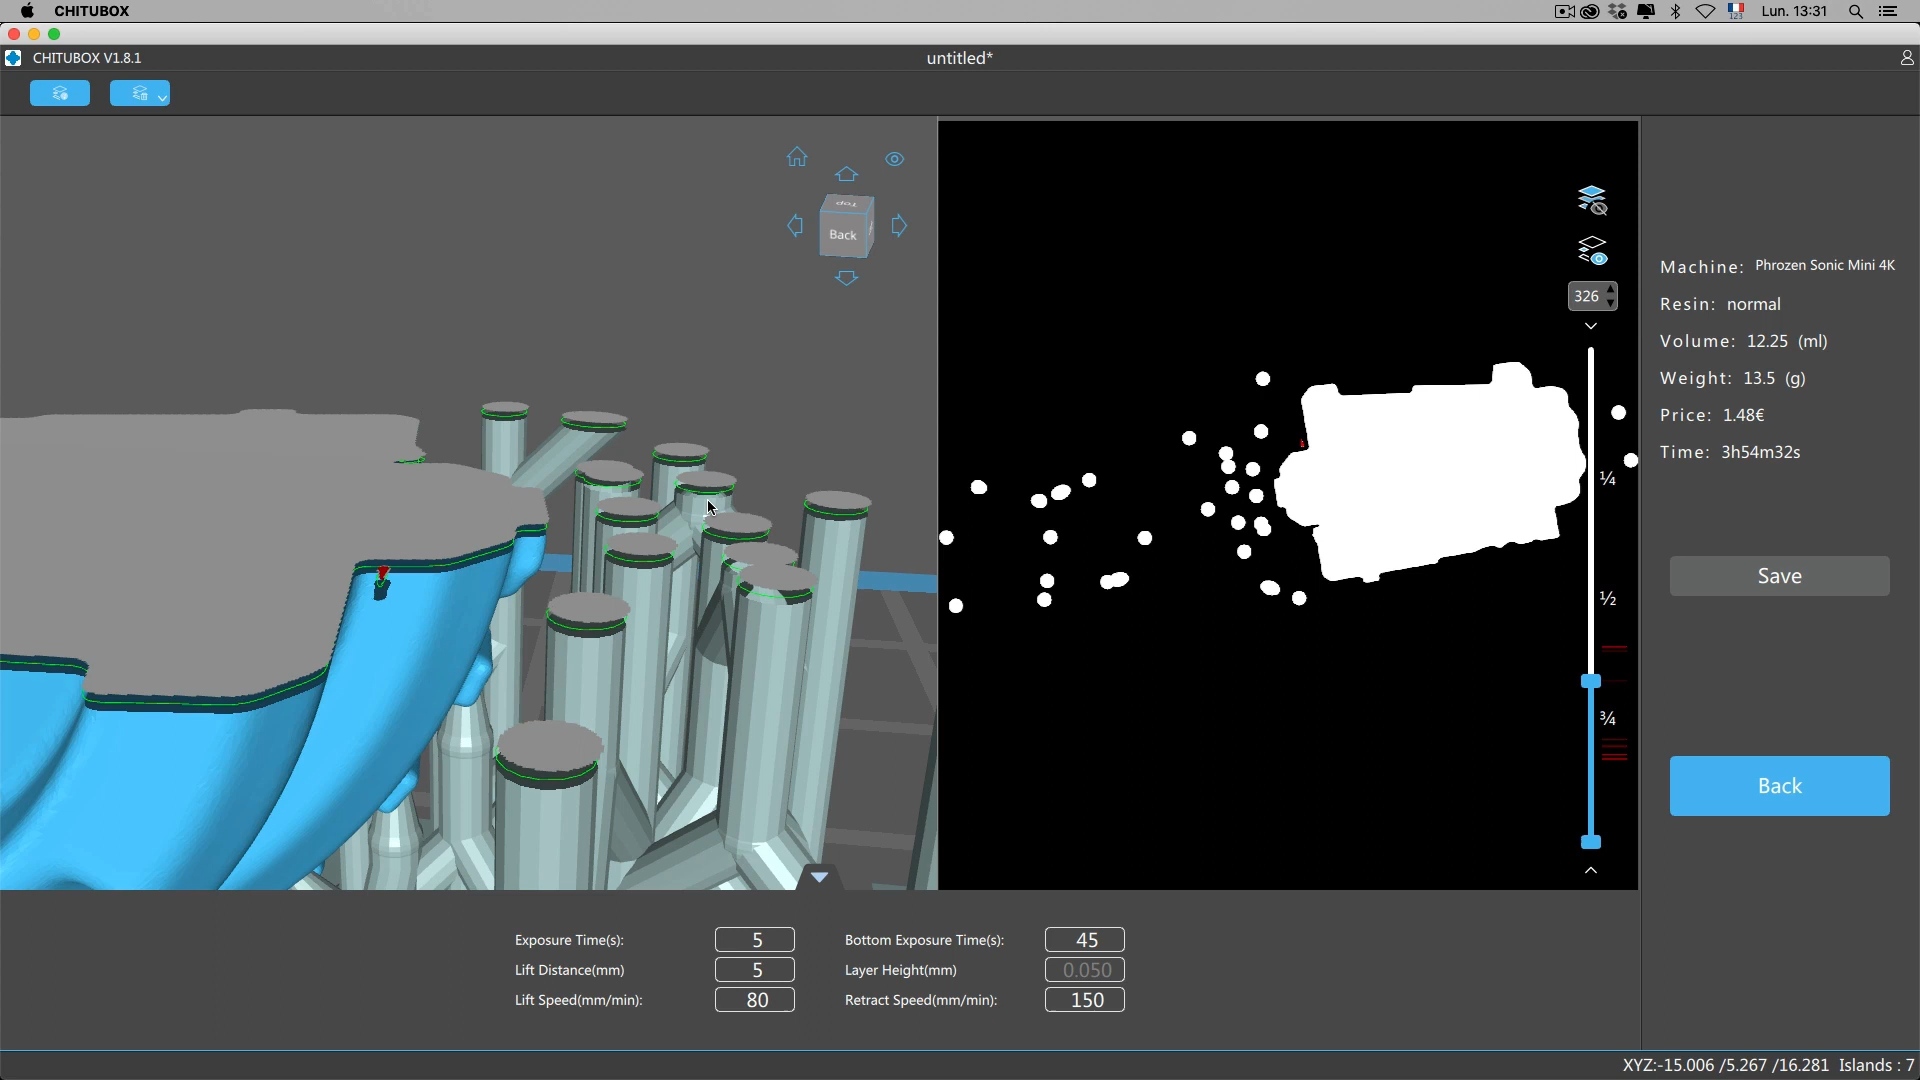 CHITUBOX
123
Lun. 13:31
CHITUBOX V1.8.1
untitled*
Top
Back
326
Machine: Phrozen Sonic Mini 4K
Resin: normal
Volume: 12.25 (ml)
Weight: 13.5 (g)
Price: 1.48€
Time: 3h54m32s
¼
½
¾
Save
Back
Exposure Time(s): 5
Bottom Exposure Time(s): 45
Lift Distance(mm) 5
Layer Height(mm) 0.050
Lift Speed(mm/min): 80
Retract Speed(mm/min): 150
XYZ:-15.006 /5.267 /16.281 Islands : 7